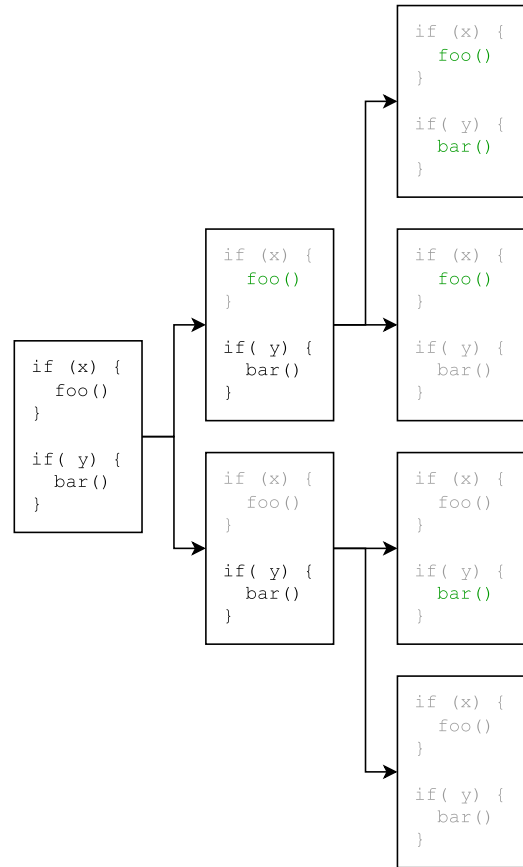 if (x) {
  foo()
}
if( y) {
  bar()
}
if (x) {
  foo()
}
if( y) {
  bar()
}
if (x) {
  foo()
}
if( y) {
  bar()
}
if (x) {
  foo()
}
if( y) {
  bar()
}
if (x) {
  foo()
}
if( y) {
  bar()
}
if (x) {
  foo()
}
if( y) {
  bar()
}
if (x) {
  foo()
}
if( y) {
  bar()
}